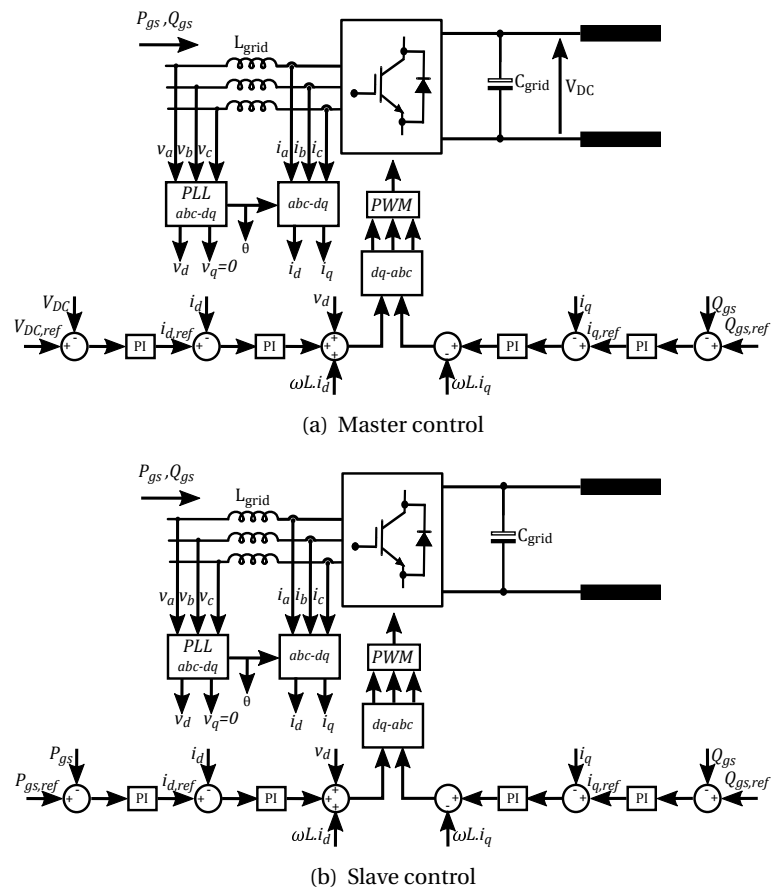 P_gs ,Q_gs
L_grid
C_grid
V_DC
v_a v_b v_c i_a i_b i_c
PLL
abc-dq
abc-dq
PWM
θ
v_d v_q=0 i_d i_q
dq-abc
V_DC i_d v_d i_q Q_gs
V_DC,ref + - PI i_d,ref + - PI + + + - + PI i_q,ref - + PI - + Q_gs,ref
ωL.i_d ωL.i_q
(a) Master control
P_gs ,Q_gs
L_grid
C_grid
v_a v_b v_c i_a i_b i_c
PLL
abc-dq
abc-dq
PWM
θ
v_d v_q=0 i_d i_q
dq-abc
P_gs i_d v_d i_q Q_gs
P_gs,ref + - PI i_d,ref + - PI + + + - + PI i_q,ref - + PI - + Q_gs,ref
ωL.i_d ωL.i_q
(b) Slave control